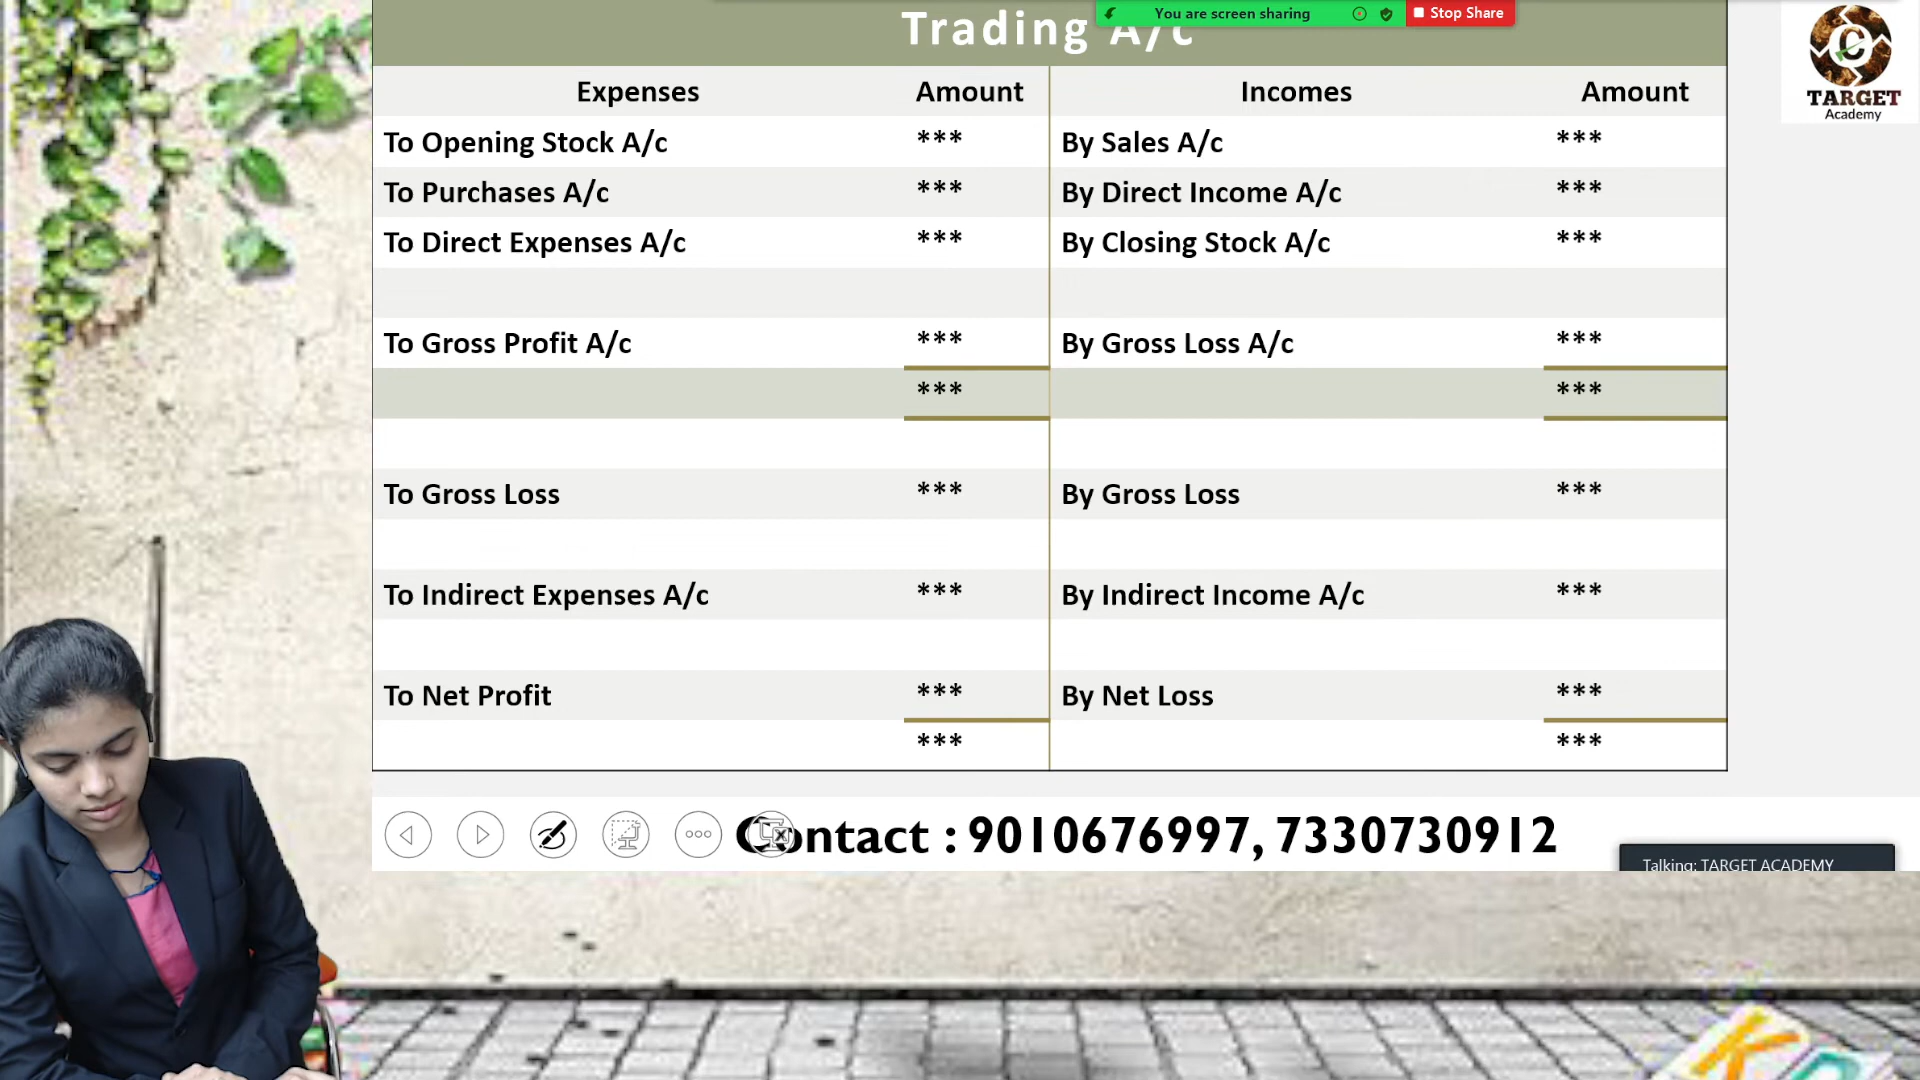 You are screen sharing
Stop Share
Trading A/c
Expenses Amount Incomes Amount
To Opening Stock A/c *** By Sales A/c ***
To Purchases A/c *** By Direct Income A/c ***
To Direct Expenses A/c *** By Closing Stock A/c ***
To Gross Profit A/c *** By Gross Loss A/c ***
*** ***
To Gross Loss *** By Gross Loss ***
To Indirect Expenses A/c *** By Indirect Income A/c ***
To Net Profit *** By Net Loss ***
*** ***
TARGET
Academy
Contact : 9010676997, 7330730912
Talking: TARGET ACADEMY